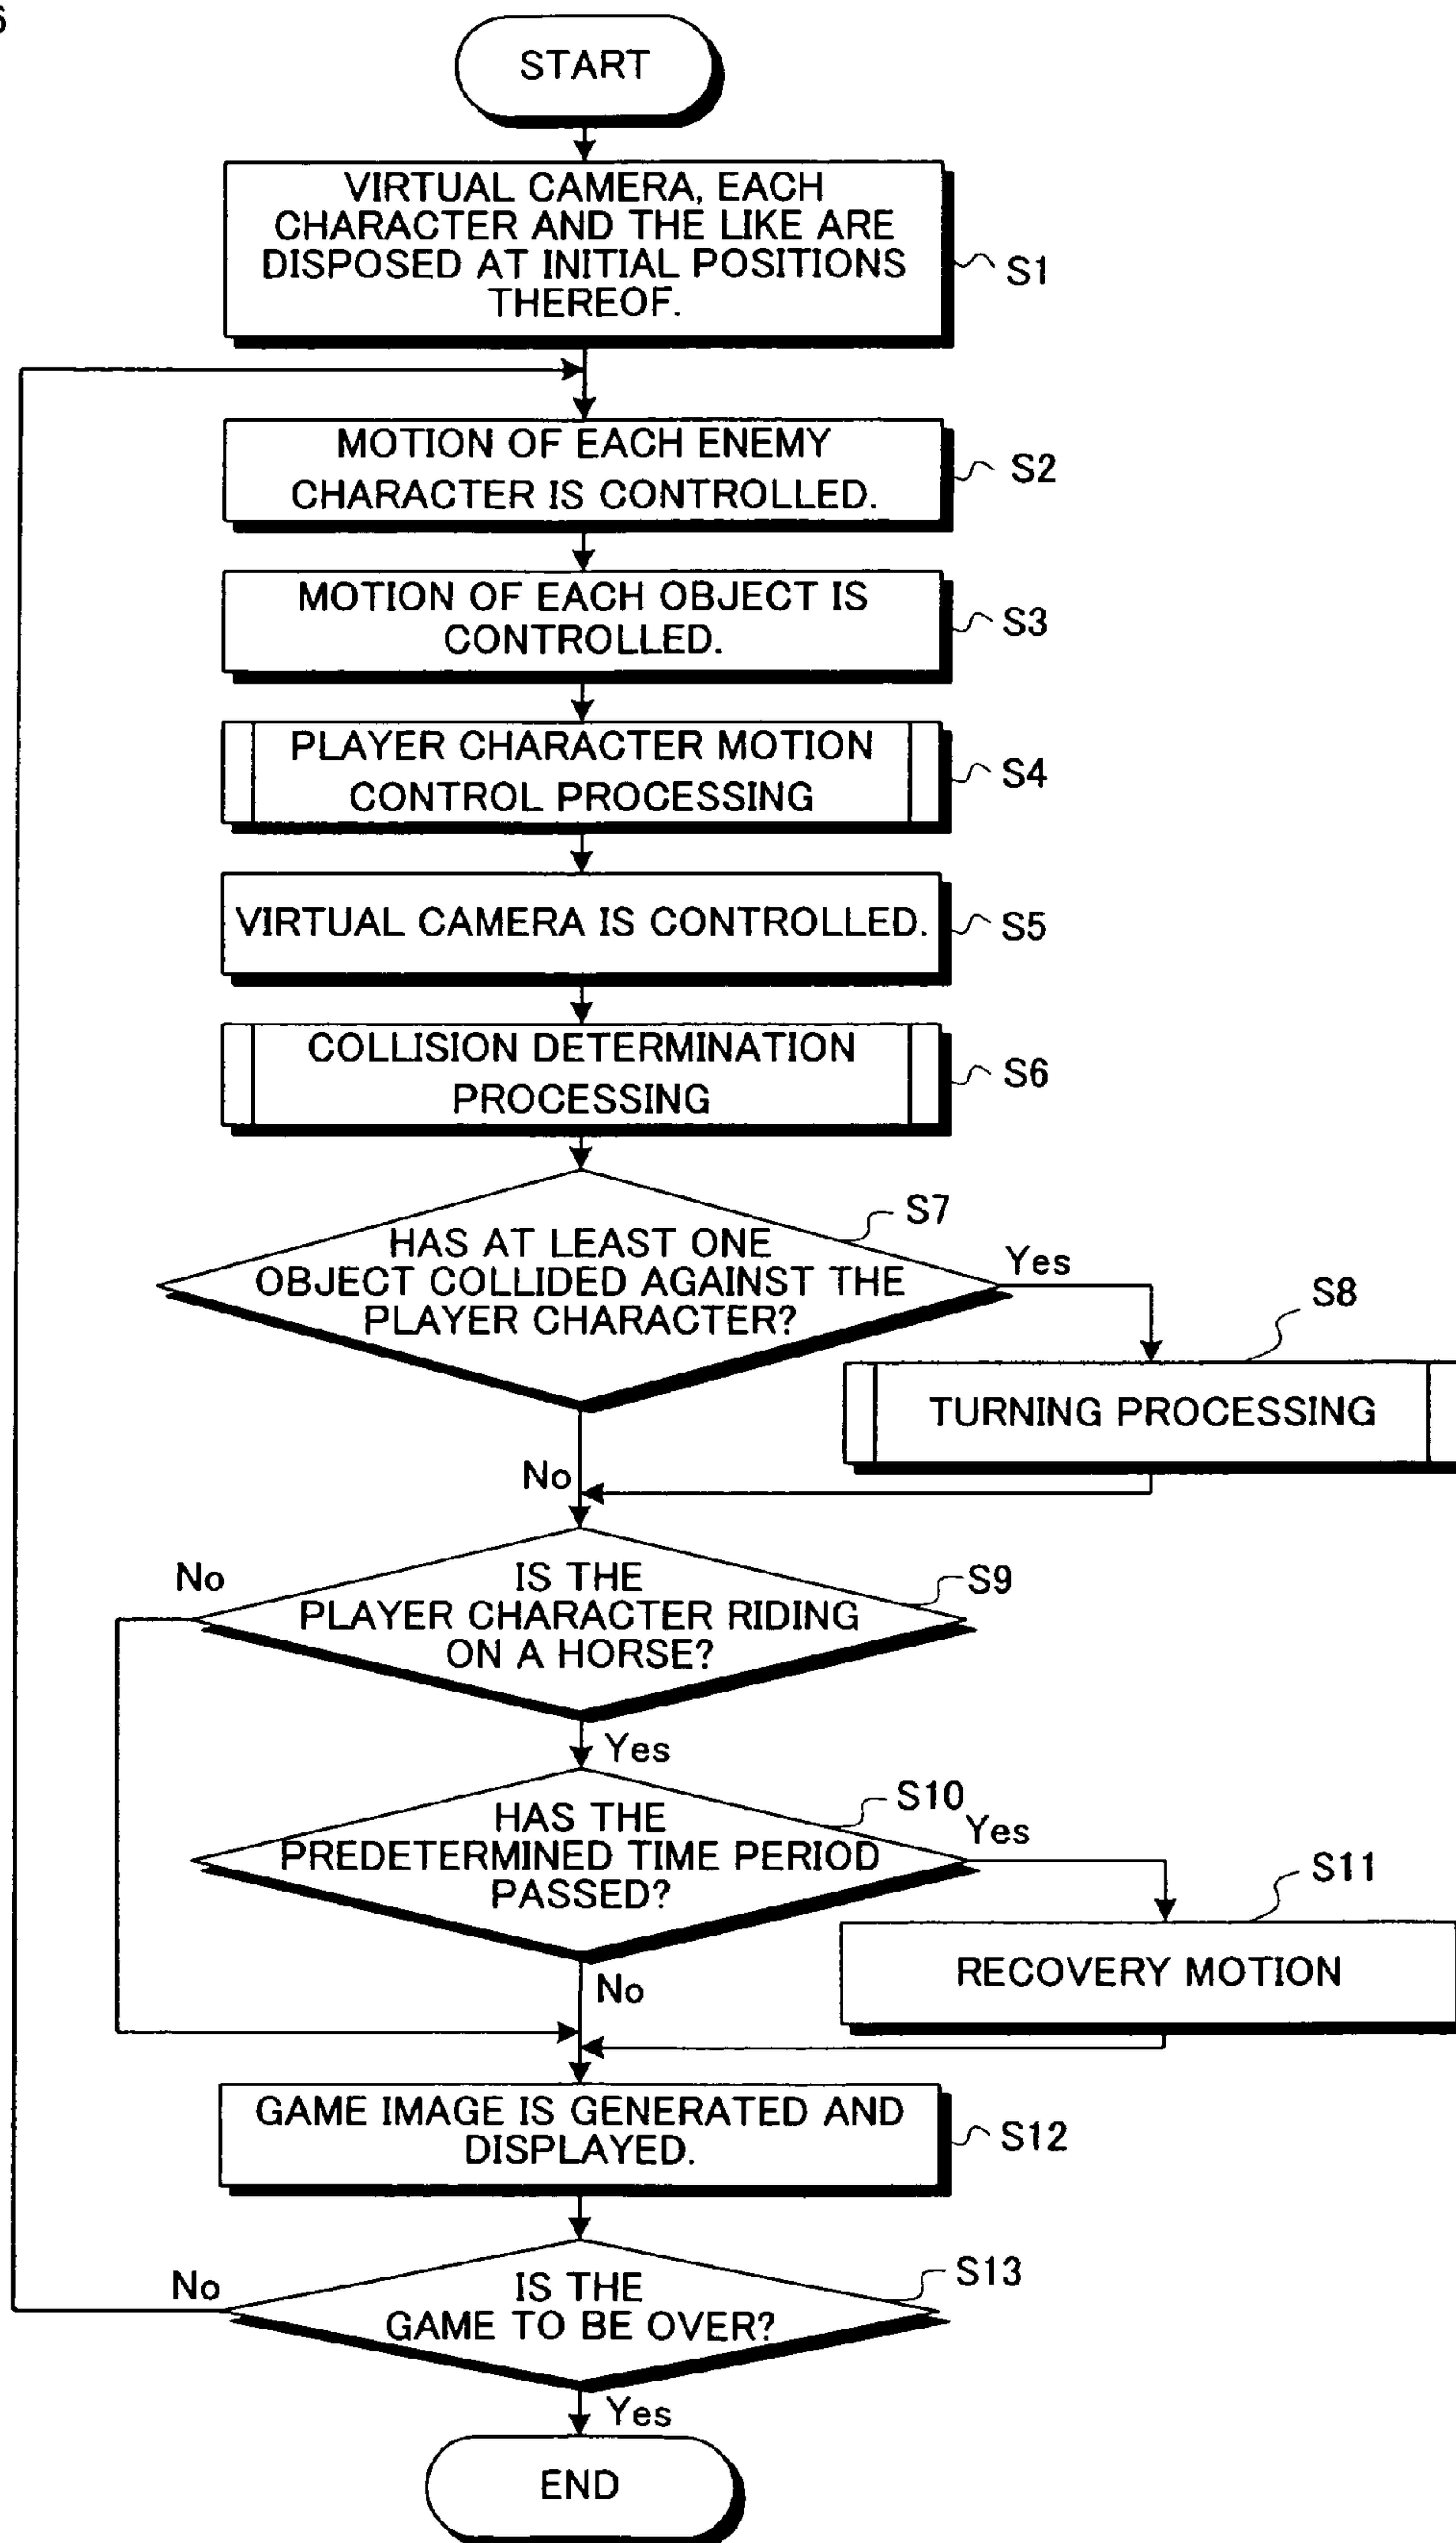 6
START
VIRTUAL CAMERA, EACH
CHARACTER AND THE LIKE ARE
DISPOSED AT INITIAL POSITIONS
THEREOF.
S1
MOTION OF EACH ENEMY
CHARACTER IS CONTROLLED.
S2
MOTION OF EACH OBJECT IS
CONTROLLED.
S3
PLAYER CHARACTER MOTION
CONTROL PROCESSING
S4
VIRTUAL CAMERA IS CONTROLLED.
S5
COLLISION DETERMINATION
PROCESSING
S6
S7
HAS AT LEAST ONE
OBJECT COLLIDED AGAINST THE
PLAYER CHARACTER?
Yes
S8
TURNING PROCESSING
No
No
S9
IS THE
PLAYER CHARACTER RIDING
ON A HORSE?
Yes
S10
HAS THE
PREDETERMINED TIME PERIOD
PASSED?
Yes
S11
RECOVERY MOTION
No
GAME IMAGE IS GENERATED AND
DISPLAYED.
S12
No
S13
IS THE
GAME TO BE OVER?
Yes
END